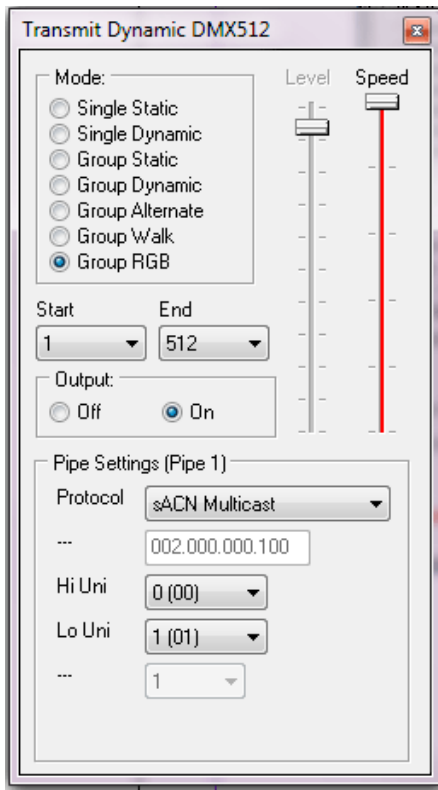 Transmit Dynamic DMX512
Mode:
Single Static
Single Dynamic
Group Static
Group Dynamic
Group Alternate
Group Walk
Group RGB
Level
Speed
Start
End
1
512
Output:
Off
On
Pipe Settings (Pipe 1)
Protocol
sACN Multicast
---
002.000.000.100
Hi Uni
0 (00)
Lo Uni
1 (01)
---
1